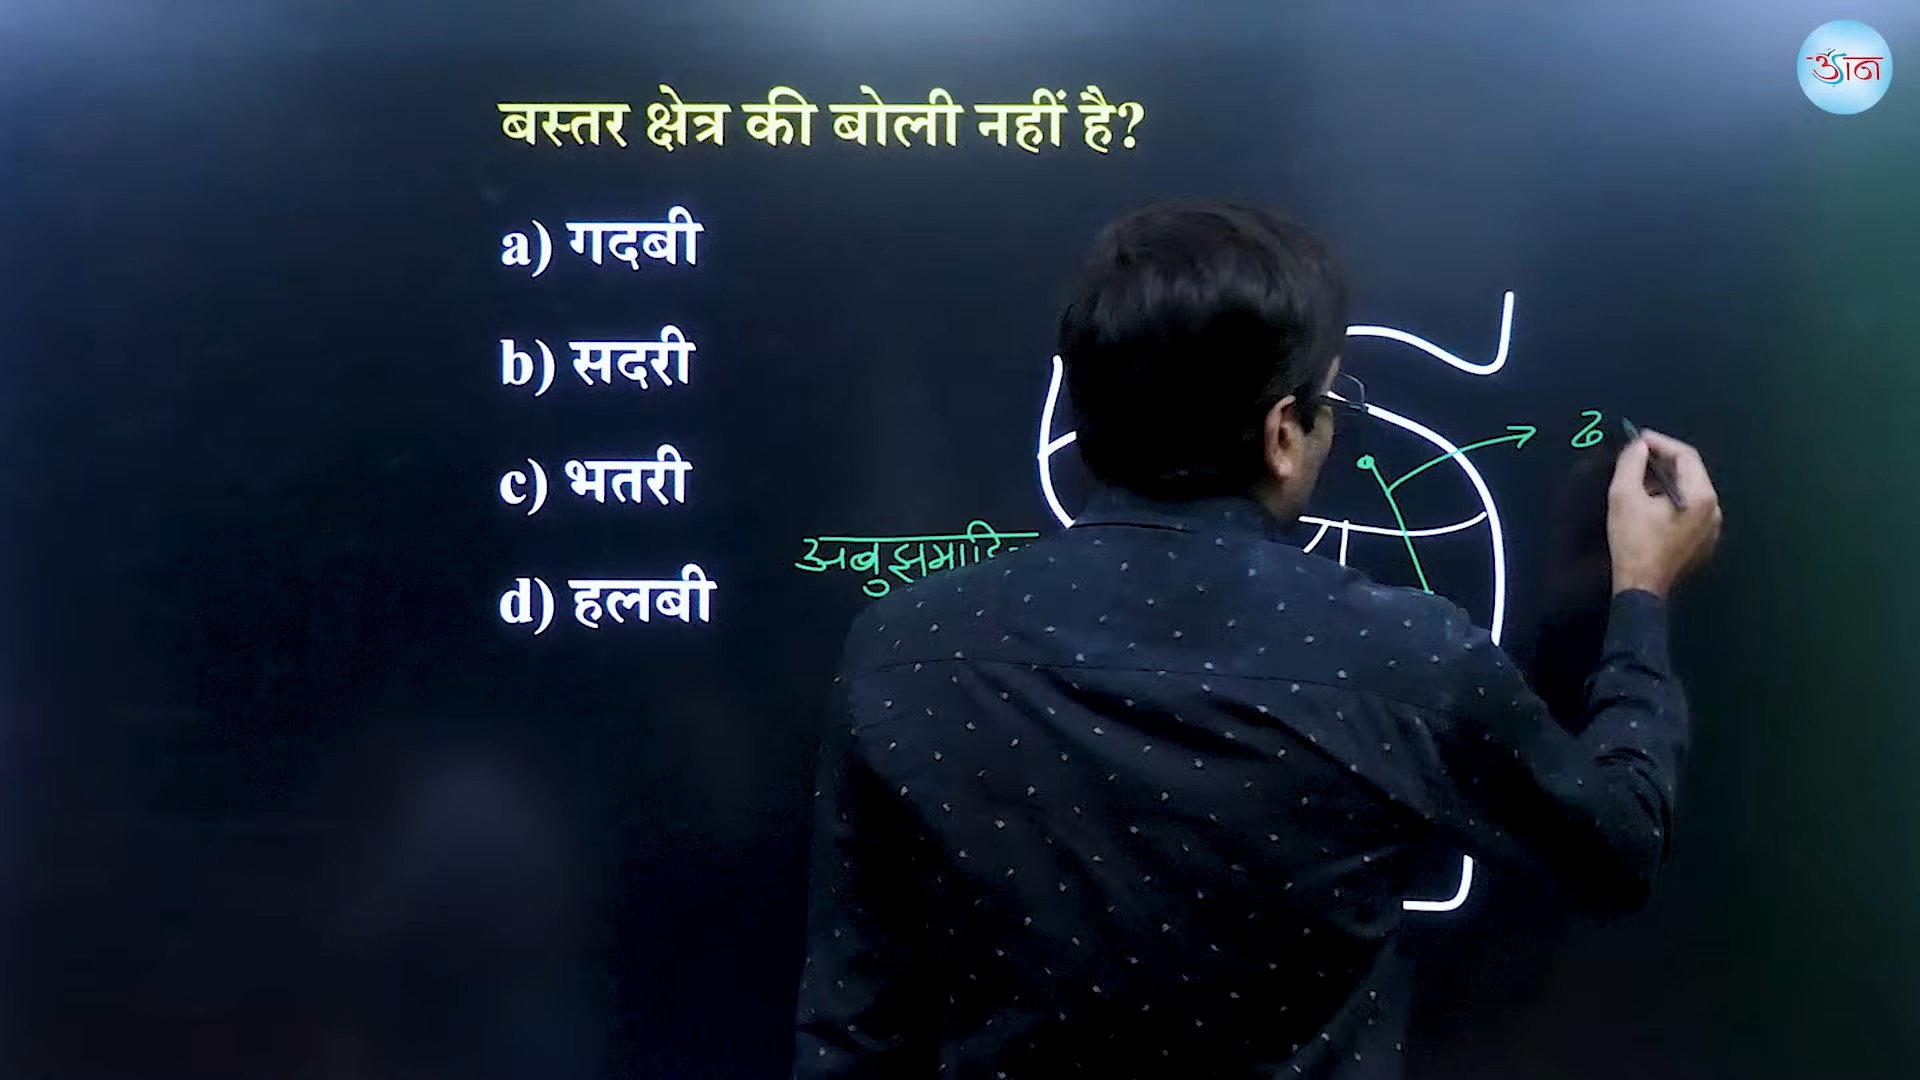 बस्तर क्षेत्र की बोली नहीं है?
a) गदबी
b) सदरी
c) भतरी
d) हलबी